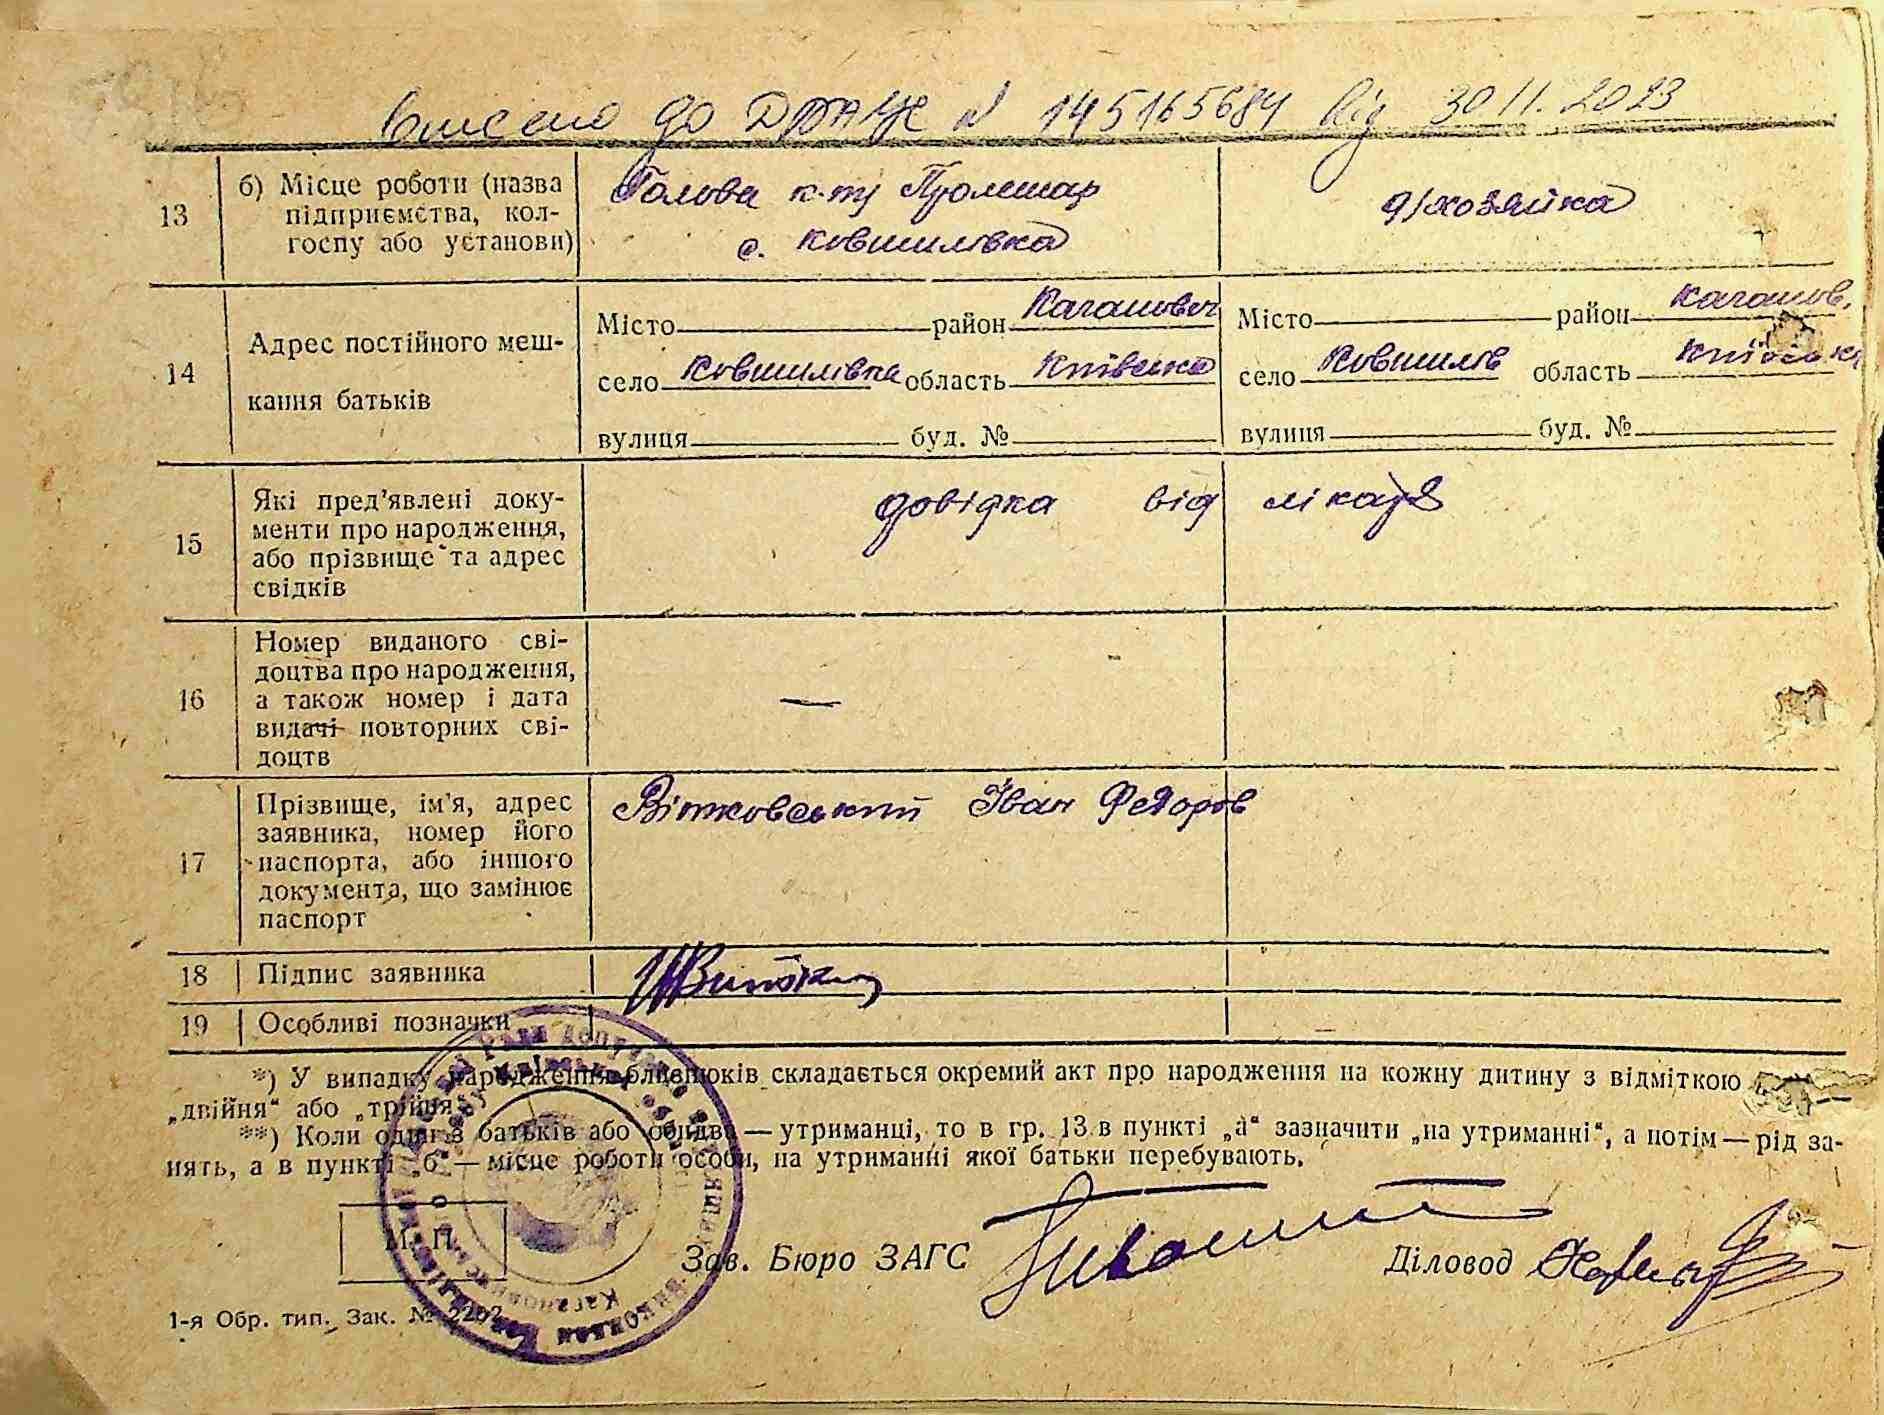 Внесено до ДРАЦС N 145165684 від 30 11. 2023
13
б) Місце роботи (назва
підприємства, кол-
госпу або установи)
Голова к-ту Пролетар
с. Ковшилівка
д/хозяйка
14
Адрес постійного меш-
кання батьків
Місто район Каганович
село Ковшилівка область Київська
вулиця буд. №
Місто район Каганов.
село Ковшилів область Київська
вулиця буд. №
15
Які пред'явлені доку-
менти про народження,
або прізвище та адрес
свідків
довідка від лікаря
16
Номер виданого сві-
доцтва про народження,
а також номер і дата
видачі повторних сві-
доцтв
—
17
Прізвище, ім'я, адрес
заявника, номер його
паспорта, або іншого
документа, що замінює
паспорт
Вітковський Іван Федоров
18
Підпис заявника
19
Особливі позначки
*) У випадку народження близнюків складається окремий акт про народження на кожну дитину з відміткою
„двійня“ або „трійня“.
**) Коли один з батьків або обидва — утриманці, то в гр. 13 в пункті „а“ зазначити „на утриманні“, а потім — рід за-
нять, а в пункті „б“ — місце роботи особи, на утриманні якої батьки перебувають.
М. П.
Зав. Бюро ЗАГС
Діловод
1-я Обр. тип. Зак. № 2202